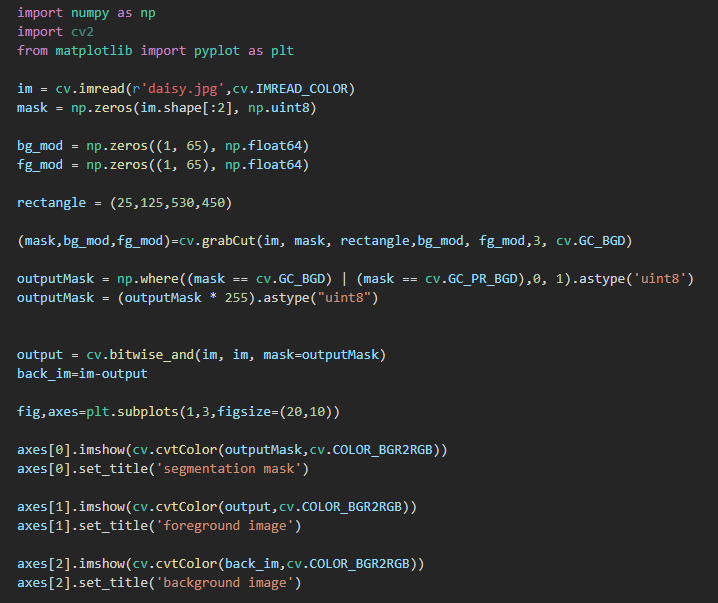 import numpy as np
import cv2
from matplotlib import pyplot as plt
im = cv.imread(r'daisy.jpg',cv.IMREAD_COLOR)
mask = np.zeros(im.shape[:2], np.uint8)
bg_mod = np.zeros((1, 65), np.float64)
fg_mod = np.zeros((1, 65), np.float64)
rectangle = (25,125,530,450)
(mask,bg_mod,fg_mod)=cv.grabCut(im, mask, rectangle,bg_mod, fg_mod,3, cv.GC_BGD)
outputMask = np.where((mask == cv.GC_BGD) | (mask == cv.GC_PR_BGD),0, 1).astype('uint8')
outputMask = (outputMask * 255).astype("uint8")
output = cv.bitwise_and(im, im, mask=outputMask)
back_im=im-output
fig,axes=plt.subplots(1,3,figsize=(20,10))
axes[0].imshow(cv.cvtColor(outputMask,cv.COLOR_BGR2RGB))
axes[0].set_title('segmentation mask')
axes[1].imshow(cv.cvtColor(output,cv.COLOR_BGR2RGB))
axes[1].set_title('foreground image')
axes[2].imshow(cv.cvtColor(back_im,cv.COLOR_BGR2RGB))
axes[2].set_title('background image')